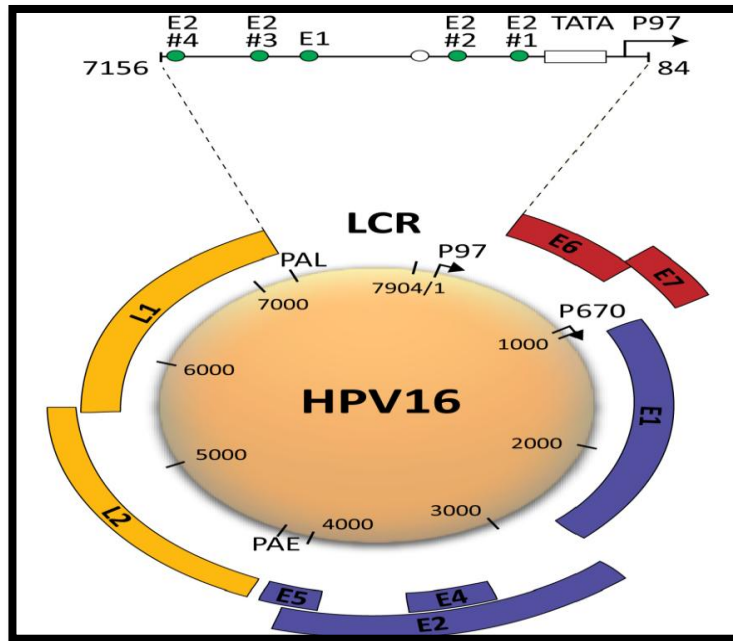 E2 E2 E2 E2 P97
#4 #3 E1 #2 #1 TATA
7156 84
LCR
E6
E7
PAL
P97
7904/1
7000
P670
1000
L1
6000
HPV16
E1
2000
5000
3000
4000
PAE
L2
E5
E4
E2